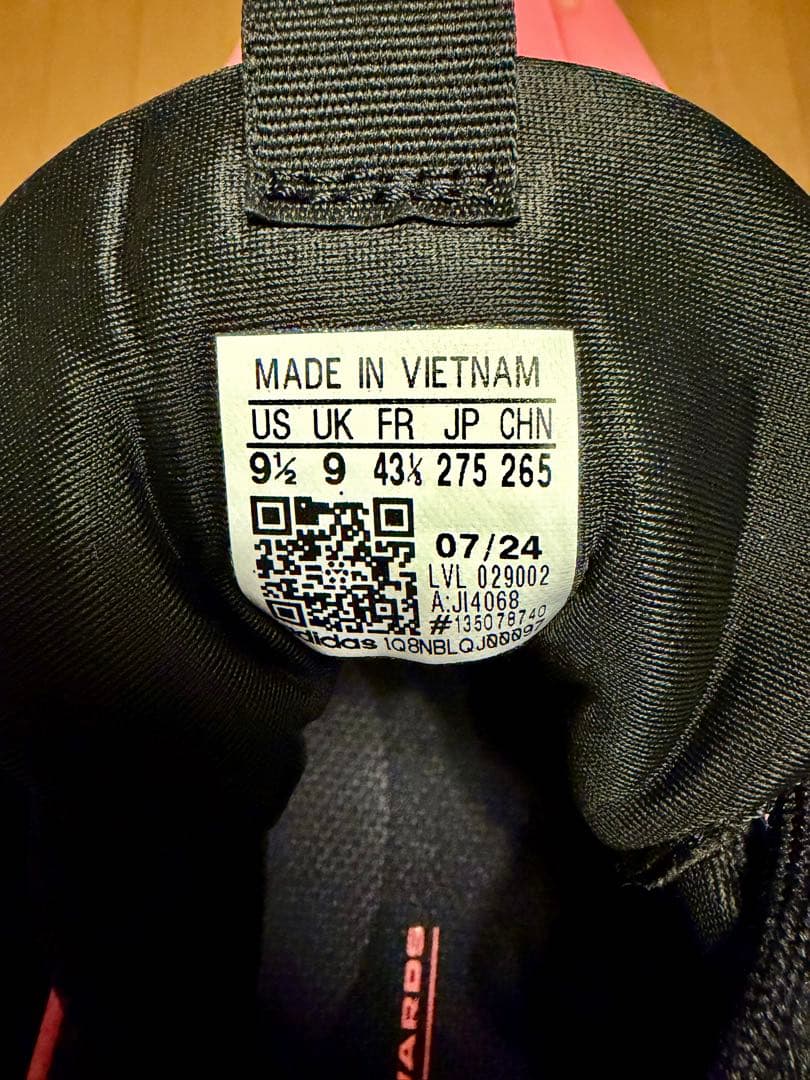 MADE IN VIETNAM
US UK FR JP CHN
9½ 9 43⅓ 275 265
07/24
LVL 029002
A:JI4068
#135078740
adidas 1Q8NBLQJ00097